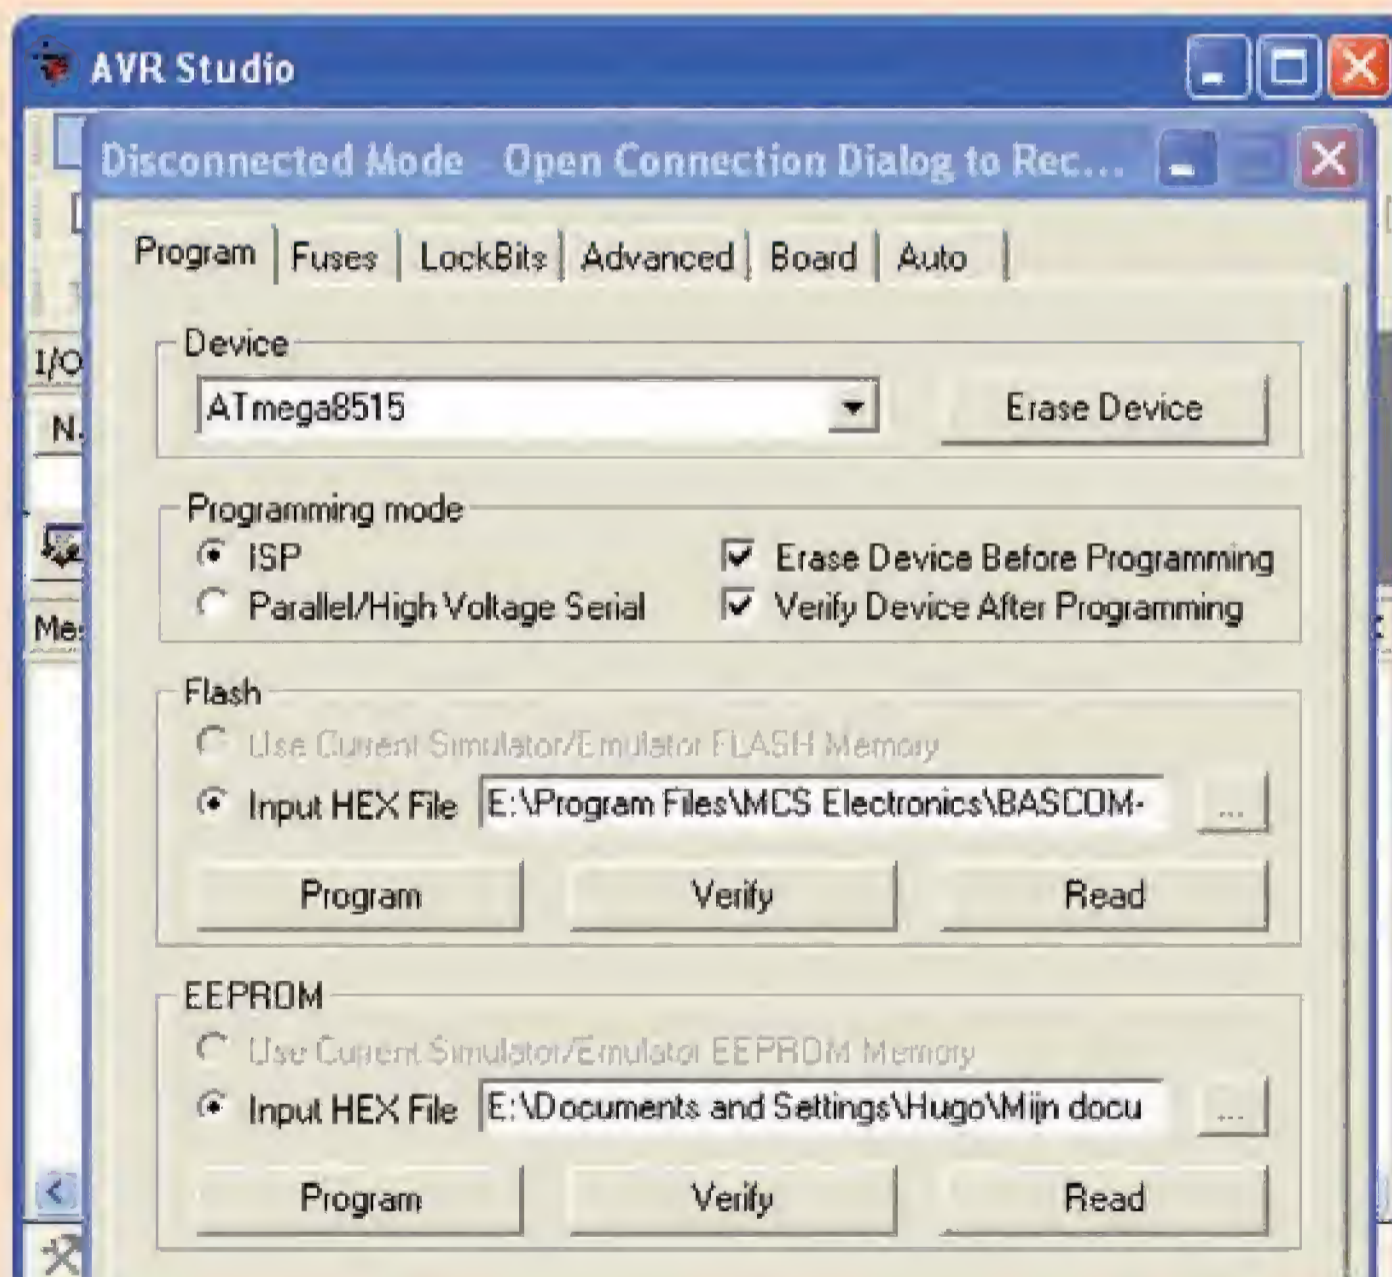 AVR Studio
Disconnected Mode - Open Connection Dialog to Rec...
Program Fuses LockBits Advanced Board Auto
I/O
Device
ATmega8515 Erase Device
N.
Programming mode
ISP Erase Device Before Programming
Parallel/High Voltage Serial Verify Device After Programming
Mes
Flash
Use Current Simulator/Emulator FLASH Memory
Input HEX File E:\Program Files\MCS Electronics\BASCOM- ...
Program Verify Read
EEPROM
Use Current Simulator/Emulator EEPROM Memory
Input HEX File E:\Documents and Settings\Hugo\Mijn docu ...
Program Verify Read